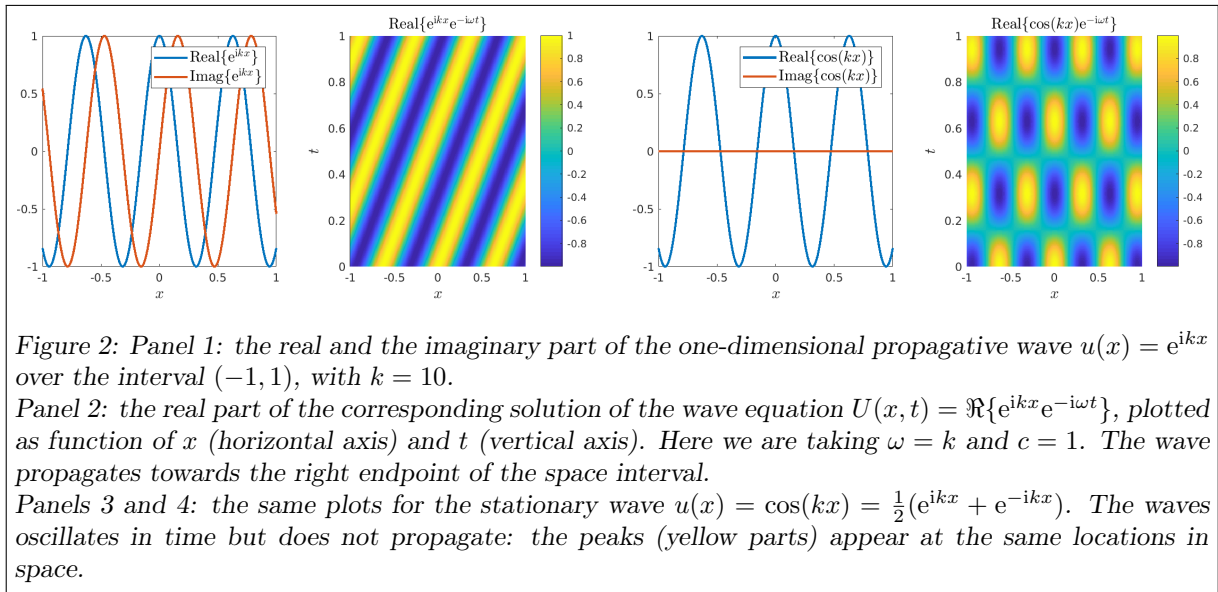 Real{e^{ikx}}
Imag{e^{ikx}}
1
0.5
0
-0.5
-1
-1 -0.5 0 0.5 1
x
Real{e^{ikx}e^{-iωt}}
1
0.8
0.6
0.4
0.2
0
t
-1 -0.5 0 0.5 1
x
1
0.8
0.6
0.4
0.2
0
-0.2
-0.4
-0.6
-0.8
Real{cos(kx)}
Imag{cos(kx)}
1
0.5
0
-0.5
-1
-1 -0.5 0 0.5 1
x
Real{cos(kx)e^{-iωt}}
1
0.8
0.6
0.4
0.2
0
t
-1 -0.5 0 0.5 1
x
1
0.8
0.6
0.4
0.2
0
-0.2
-0.4
-0.6
-0.8
Figure 2: Panel 1: the real and the imaginary part of the one-dimensional propagative wave u(x) = e^{ikx}
over the interval (−1, 1), with k = 10.
Panel 2: the real part of the corresponding solution of the wave equation U(x, t) = ℜ{e^{ikx}e^{−iωt}}, plotted
as function of x (horizontal axis) and t (vertical axis). Here we are taking ω = k and c = 1. The wave
propagates towards the right endpoint of the space interval.
Panels 3 and 4: the same plots for the stationary wave u(x) = cos(kx) = ½(e^{ikx} + e^{−ikx}). The waves
oscillates in time but does not propagate: the peaks (yellow parts) appear at the same locations in
space.